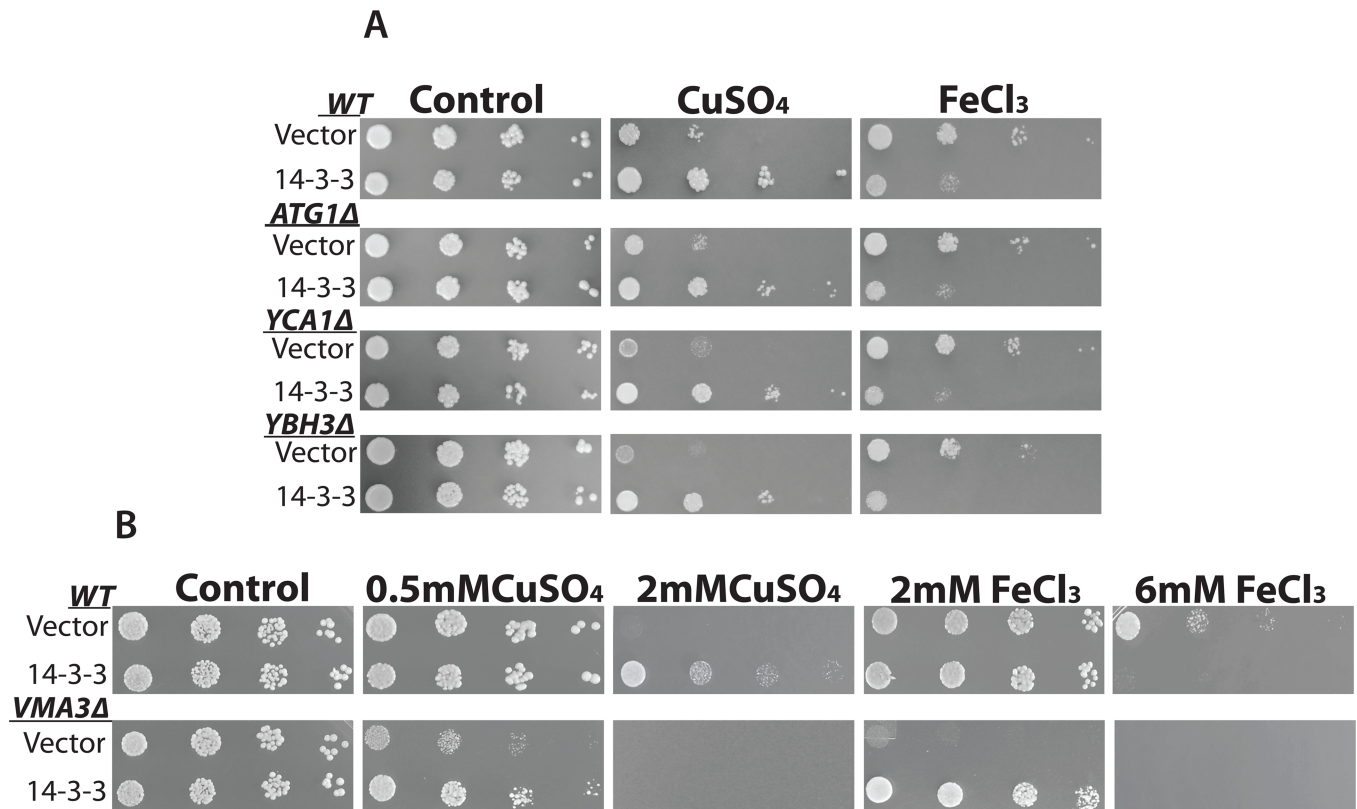 A
WT Control CuSO4 FeCl3
Vector
14-3-3
ATG1Δ
Vector
14-3-3
YCA1Δ
Vector
14-3-3
YBH3Δ
Vector
14-3-3
B
WT Control 0.5mMCuSO4 2mMCuSO4 2mM FeCl3 6mM FeCl3
Vector
14-3-3
VMA3Δ
Vector
14-3-3